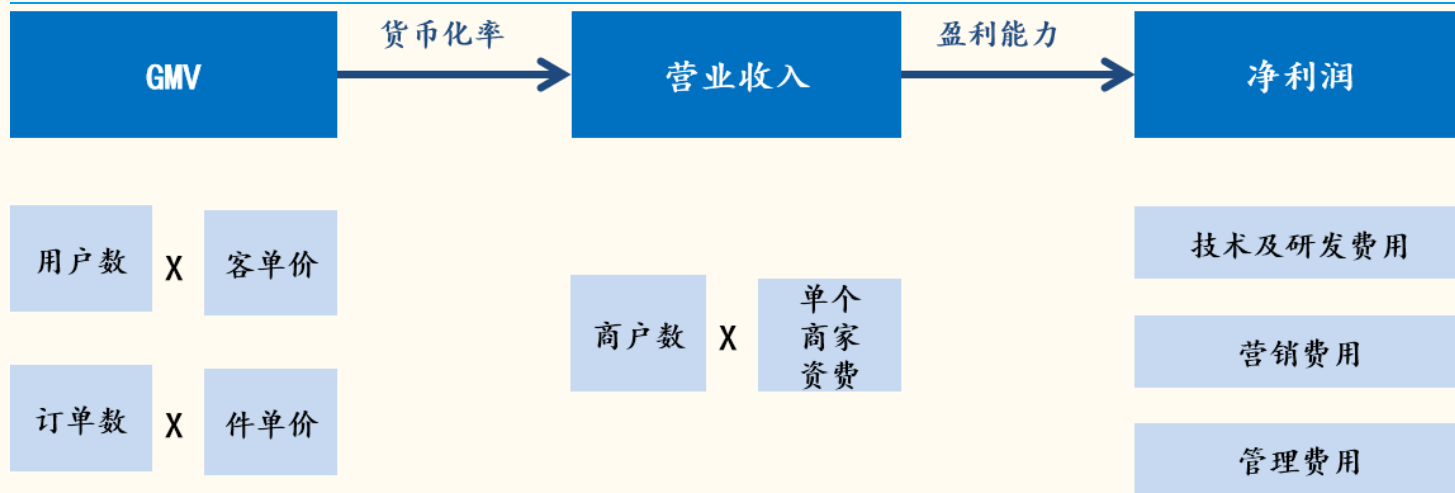 货币化率
盈利能力
GMV
营业收入
净利润
用户数 X 客单价
技术及研发费用
商户数 X 单个
商家
资费
营销费用
订单数 X 件单价
管理费用